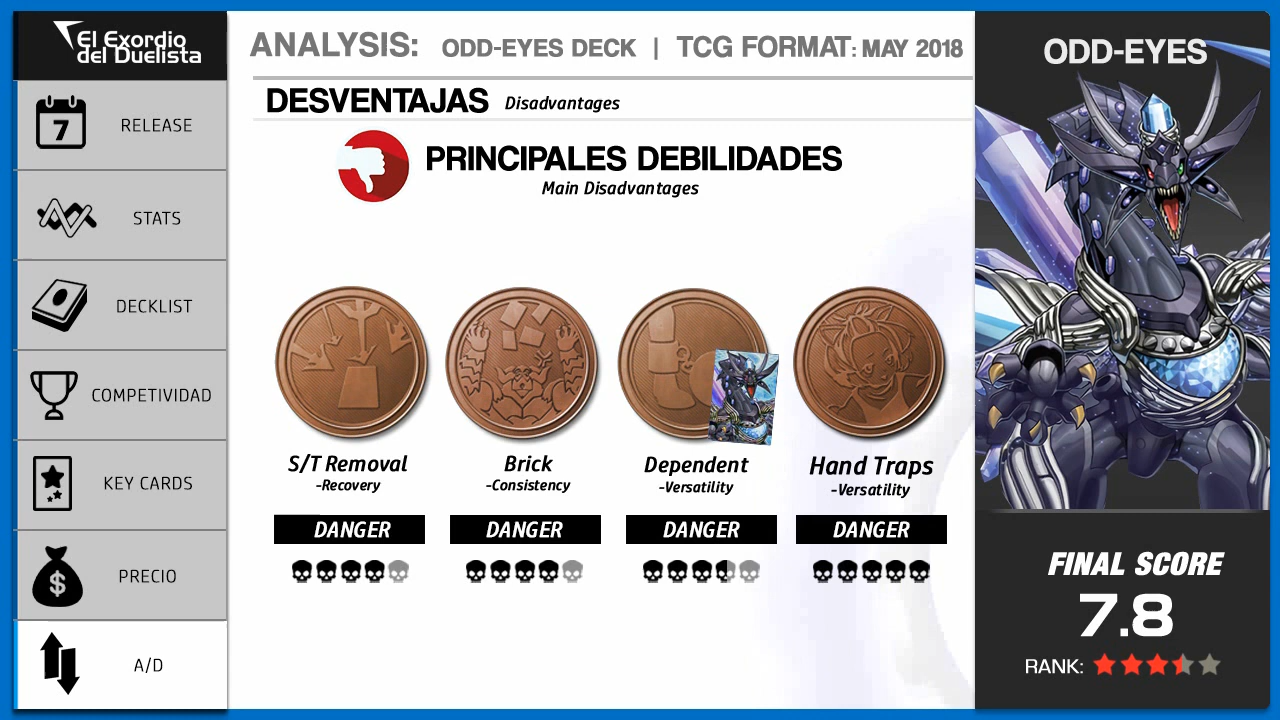 El Exordio
del Duelista
7
RELEASE
STATS
DECKLIST
COMPETIVIDAD
KEY CARDS
$
PRECIO
A/D
ANALYSIS: ODD-EYES DECK | TCG FORMAT: MAY 2018
DESVENTAJAS Disadvantages
PRINCIPALES DEBILIDADES
Main Disadvantages
S/T Removal
-Recovery
DANGER
Brick
-Consistency
DANGER
Dependent
-Versatility
DANGER
Hand Traps
-Versatility
DANGER
ODD-EYES
FINAL SCORE
7.8
RANK: